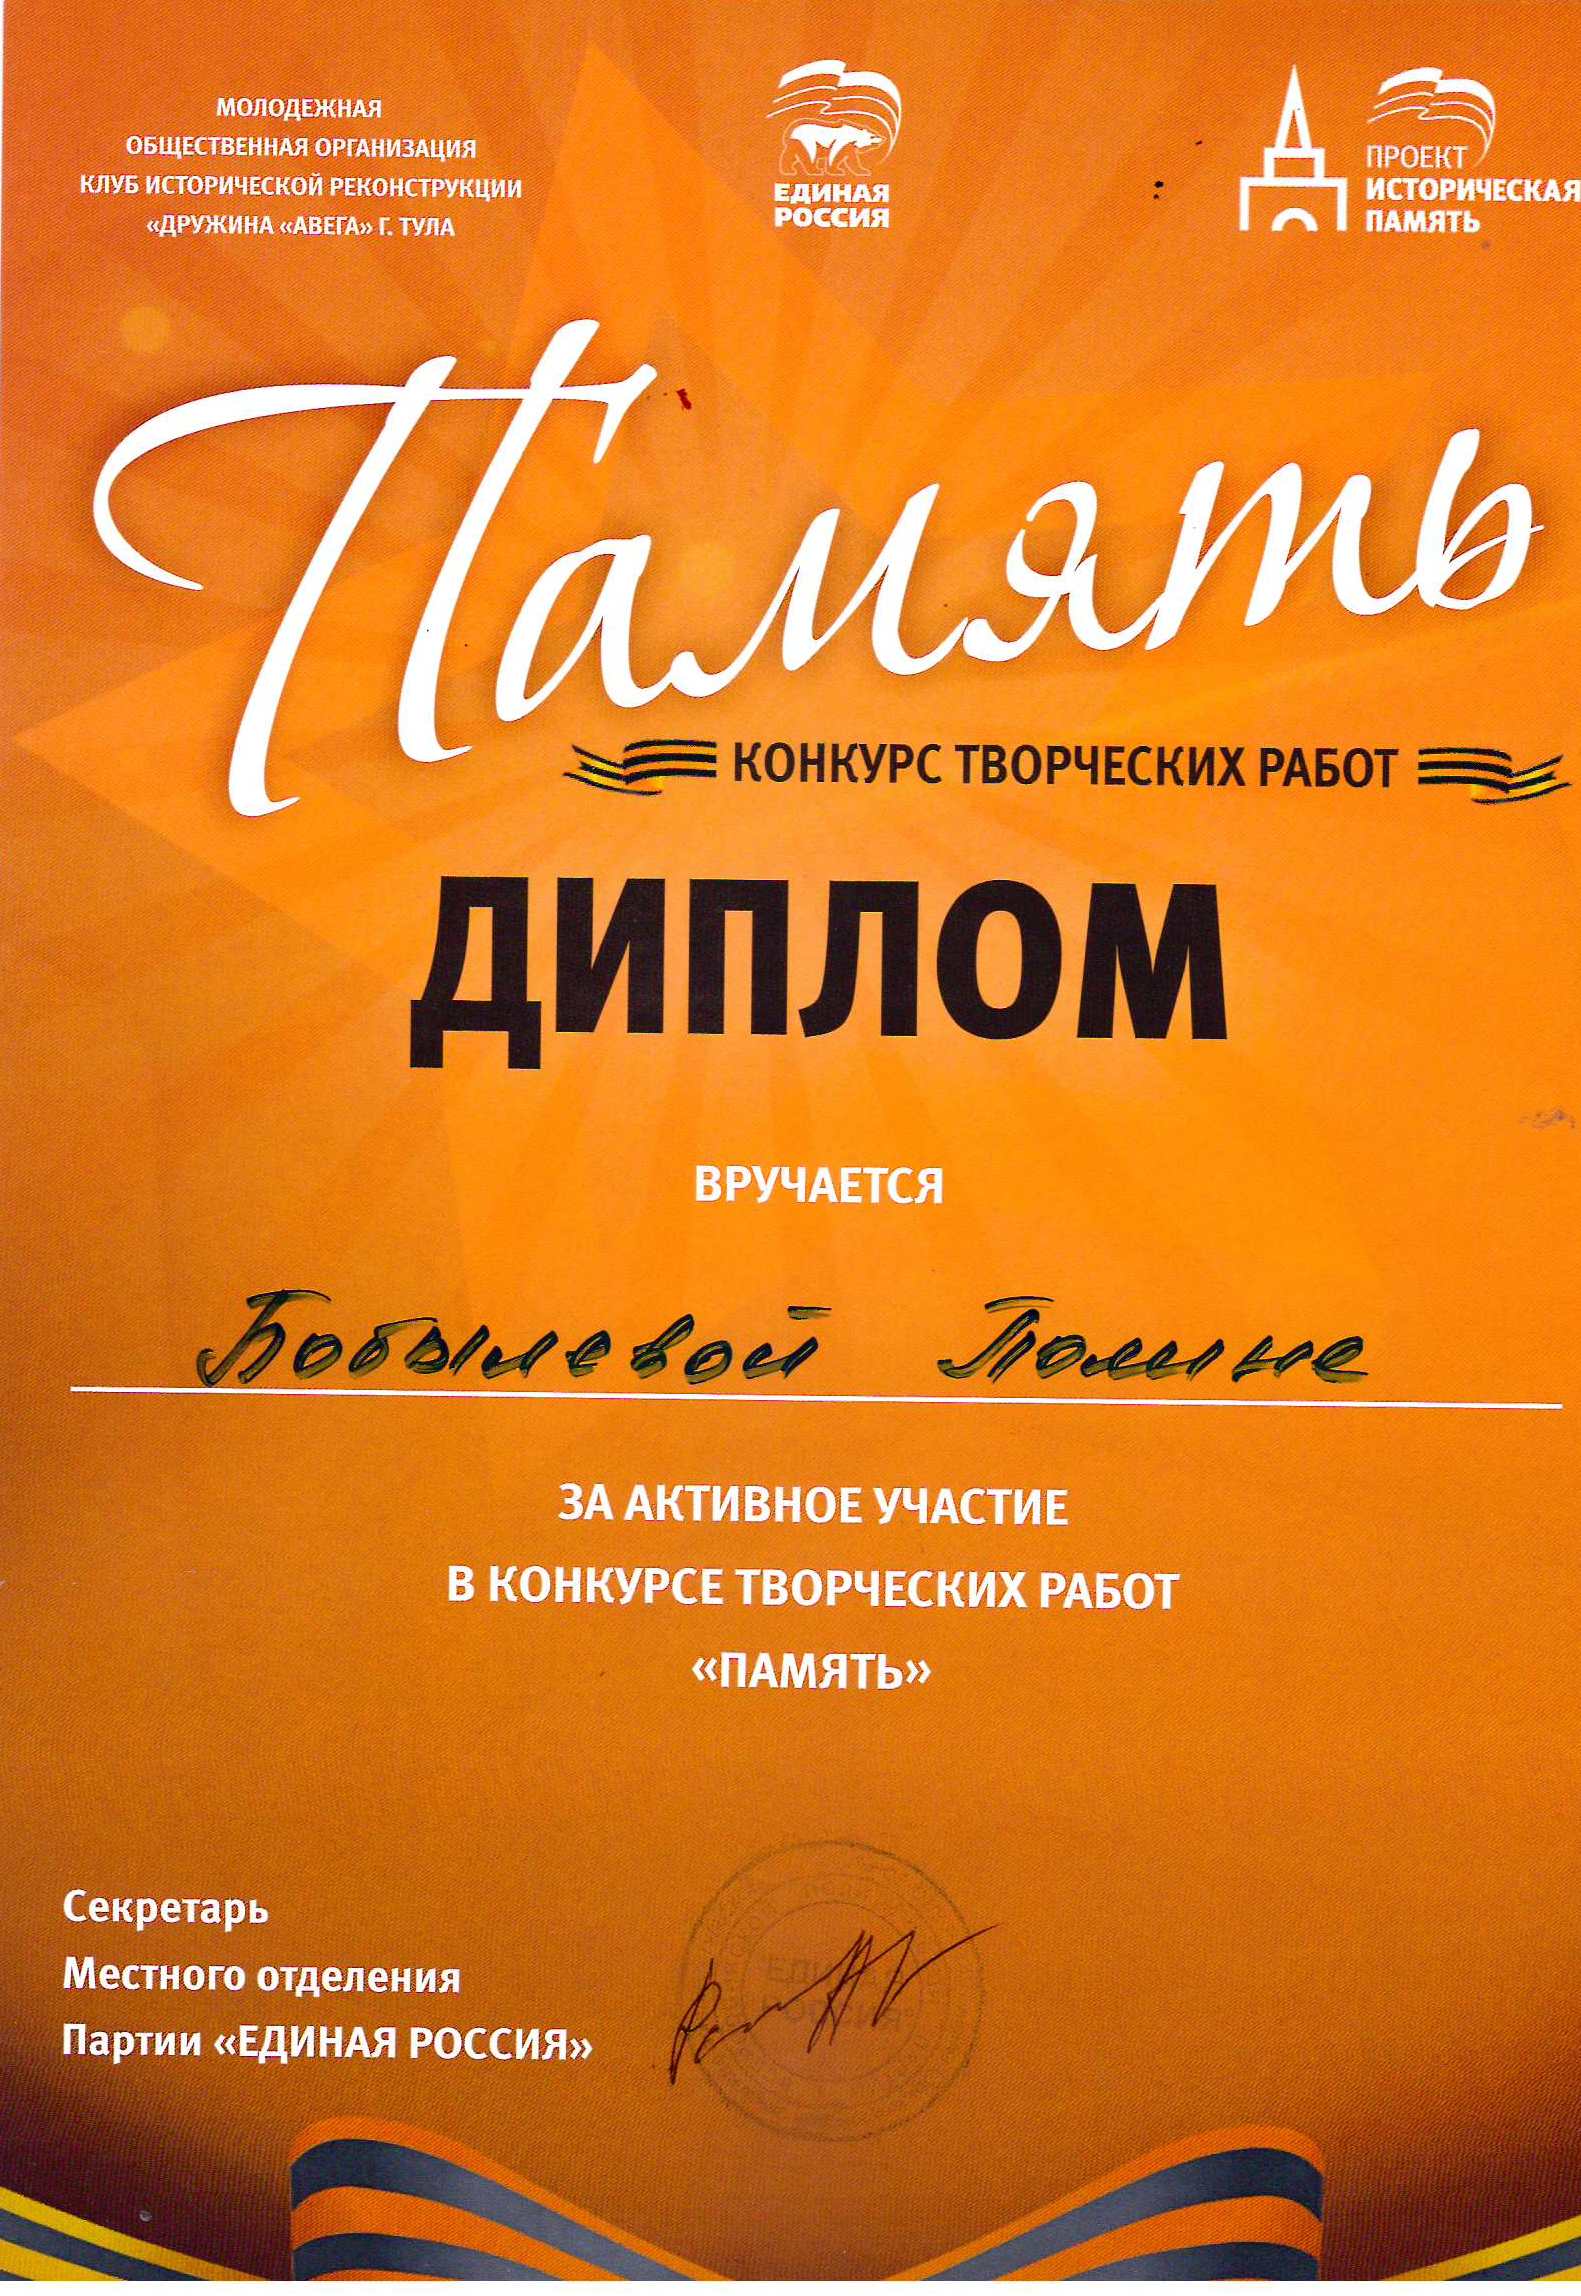 МОЛОДЕЖНАЯ
ОБЩЕСТВЕННАЯ ОРГАНИЗАЦИЯ
КЛУБ ИСТОРИЧЕСКОЙ РЕКОНСТРУКЦИИ
«ДРУЖИНА «АВЕГА» Г. ТУЛА
ЕДИНАЯ
РОССИЯ
ПРОЕКТ
ИСТОРИЧЕСКАЯ
ПАМЯТЬ
Память
КОНКУРС ТВОРЧЕСКИХ РАБОТ
ДИПЛОМ
ВРУЧАЕТСЯ
Бобылевой Полине
ЗА АКТИВНОЕ УЧАСТИЕ
В КОНКУРСЕ ТВОРЧЕСКИХ РАБОТ
«ПАМЯТЬ»
Секретарь
Местного отделения
Партии «ЕДИНАЯ РОССИЯ»